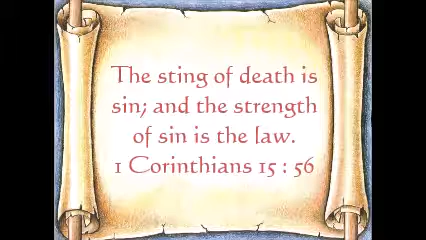 The sting of death is
sin; and the strength
of sin is the law.
1 Corinthians 15 : 56